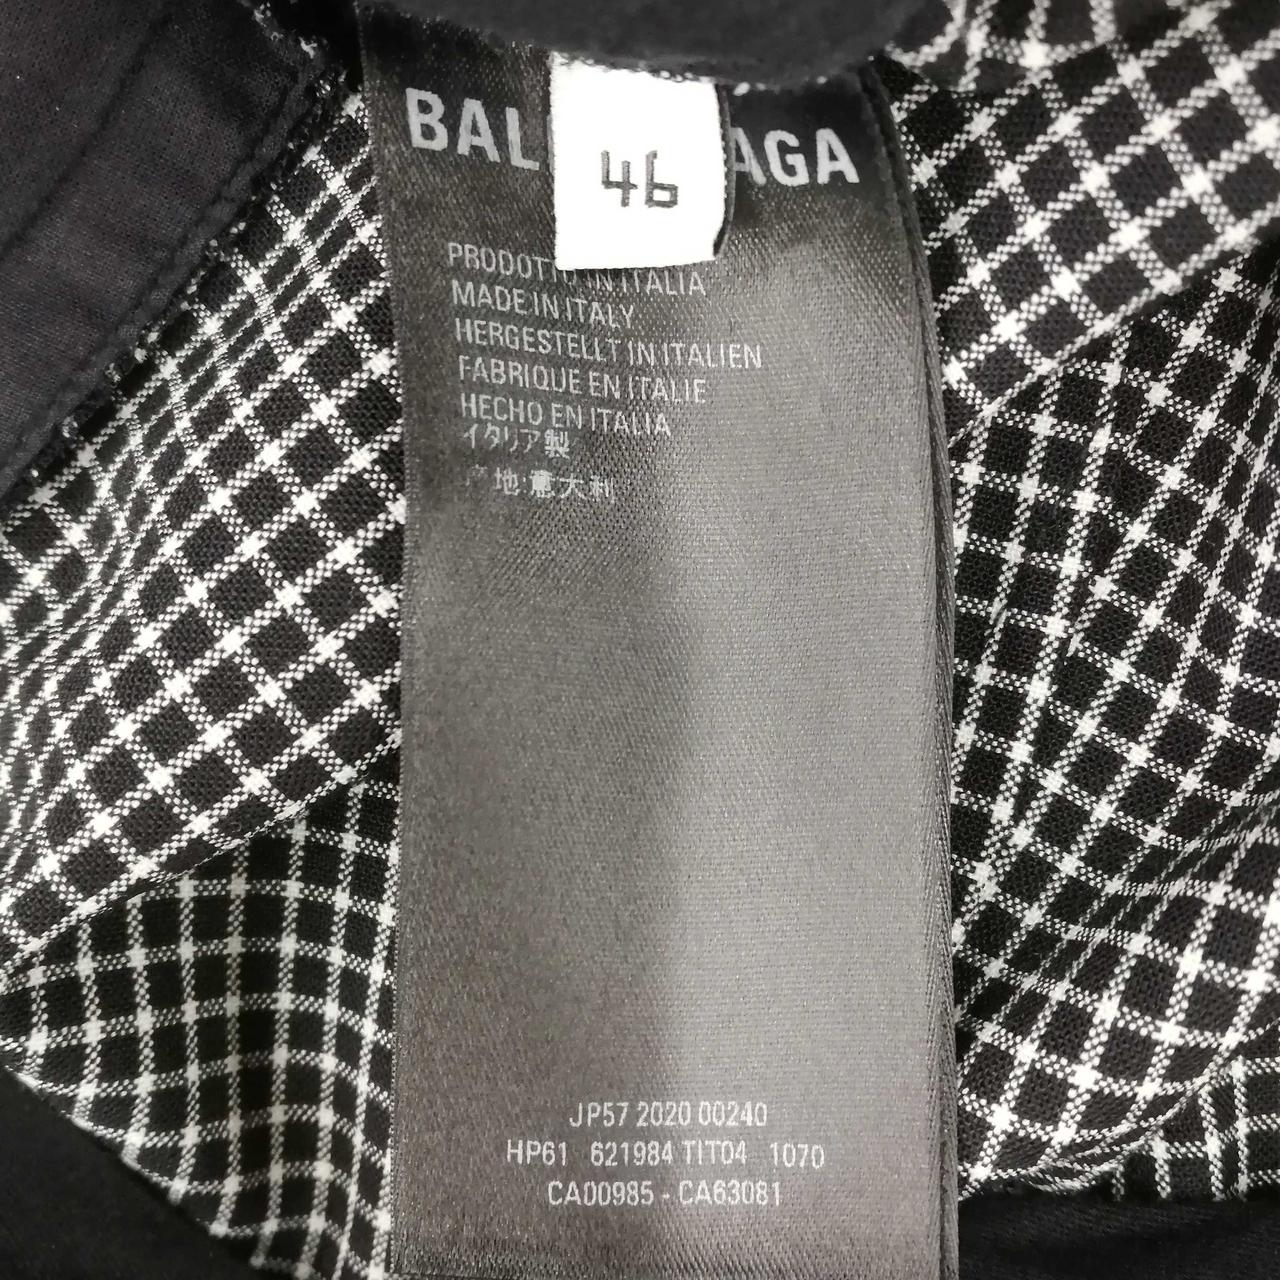 BAL AGA
46
PRODOTTO IN ITALIA
MADE IN ITALY
HERGESTELLT IN ITALIEN
FABRIQUE EN ITALIE
HECHO EN ITALIA
イタリア製
产地:意大利
JP57 2020 00240
HP61 621984 TIT04 1070
CA00985 - CA63081